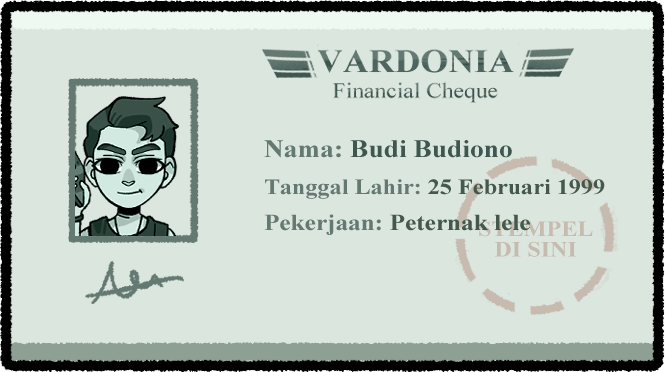 VARDONIA
Financial Cheque
Nama: Budi Budiono
Tanggal Lahir: 25 Februari 1999
Pekerjaan: Peternak lele
STEMPEL
DI SINI